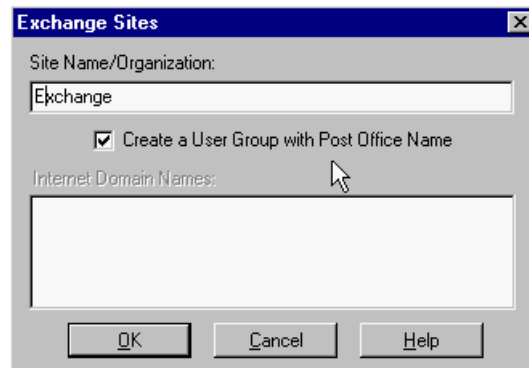 Exchange Sites
Site Name/Organization:
Exchange
Create a User Group with Post Office Name
Internet Domain Names:
OK Cancel Help